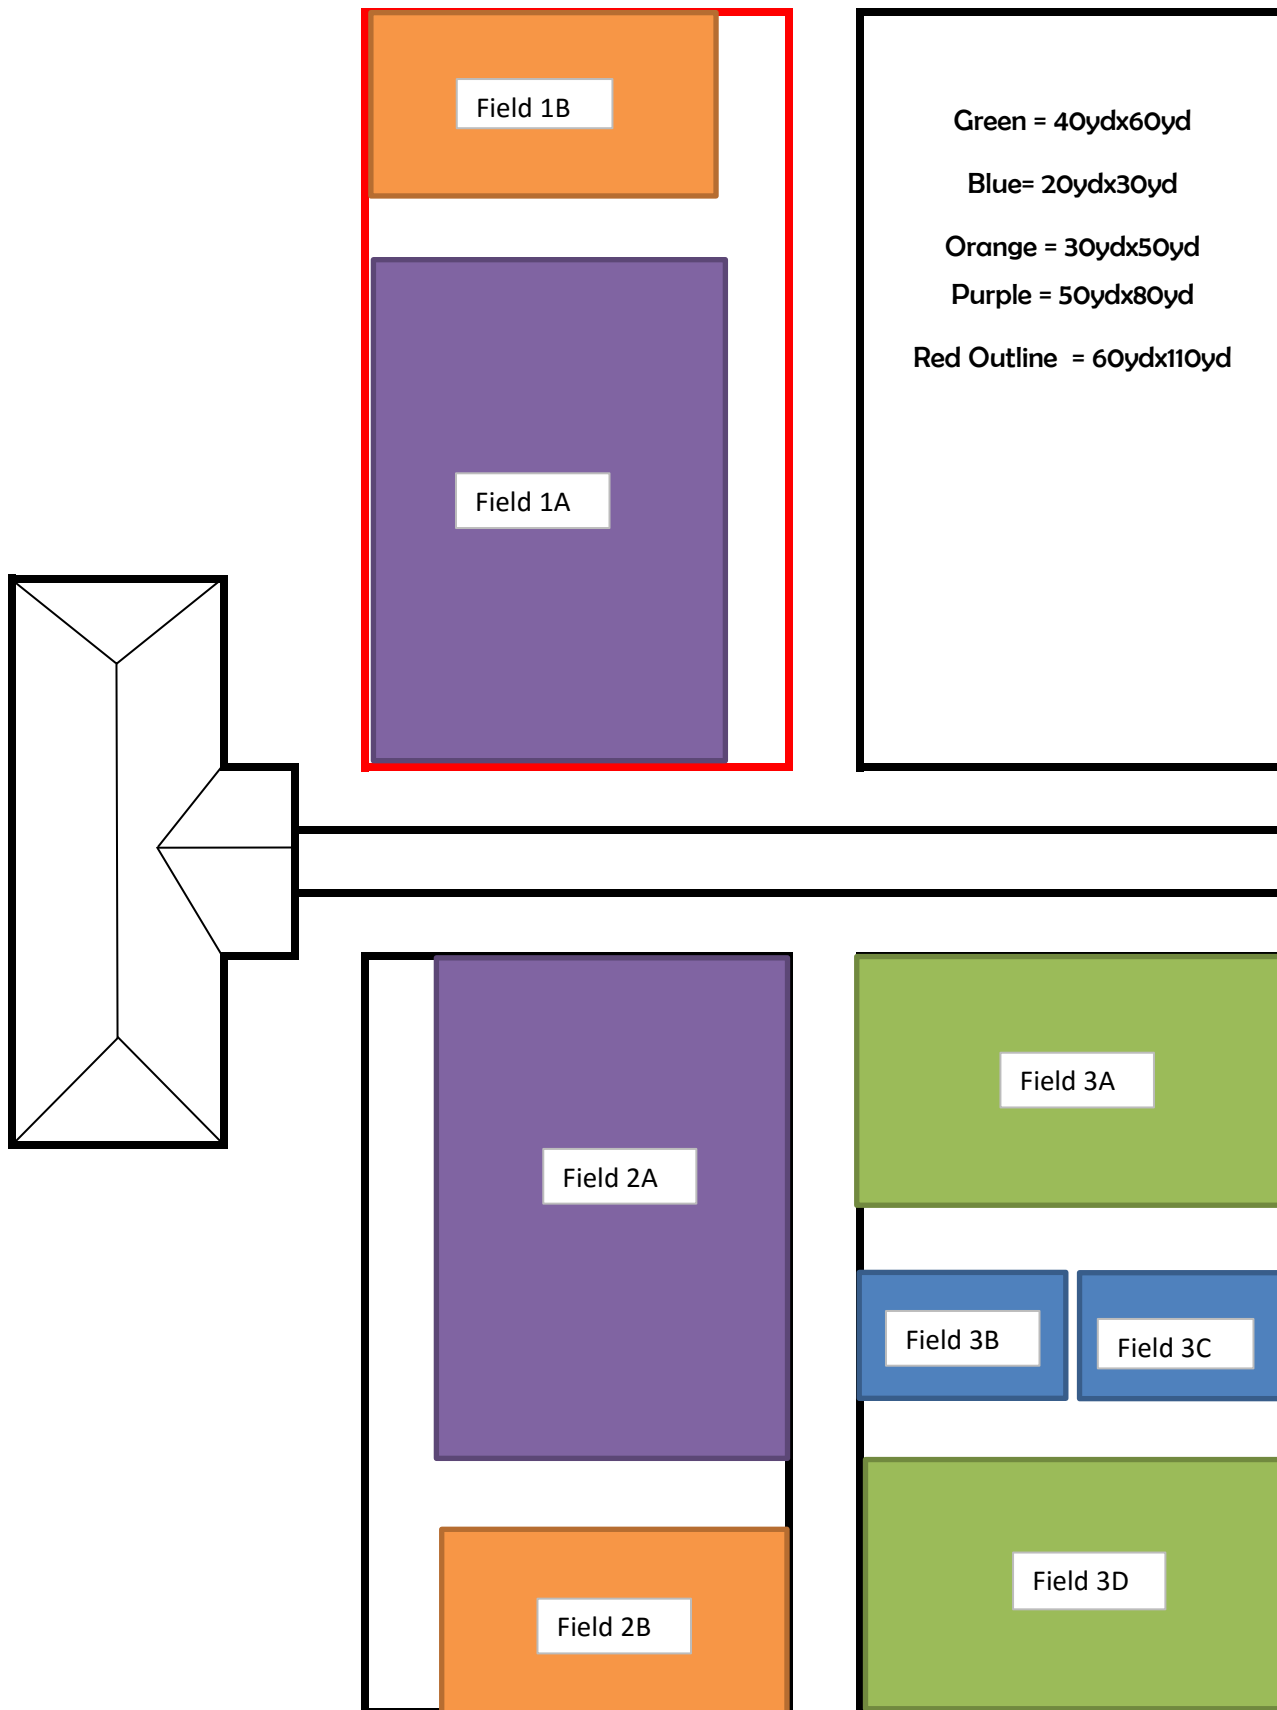 Field 1B
Green = 40ydx60yd
Blue= 20ydx30yd
Orange = 30ydx50yd
Purple = 50ydx80yd
Red Outline  = 60ydx110yd
Field 1A
Field 3A
Field 2A
Field 3B
Field 3C
Field 3D
Field 2B